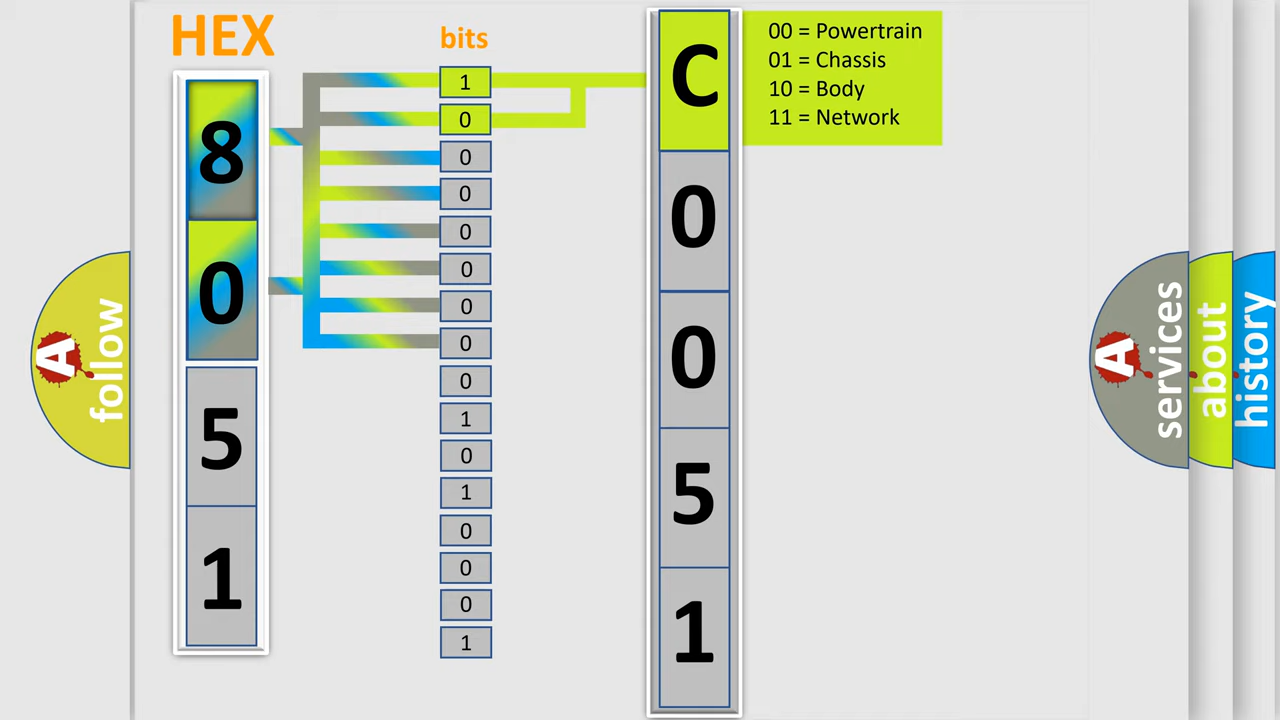 HEX
bits
8
0
5
1
1
0
0
0
0
0
0
0
0
1
0
1
0
0
0
1
C
0
0
5
1
00 = Powertrain
01 = Chassis
10 = Body
11 = Network
A
follow
A
services
about
history